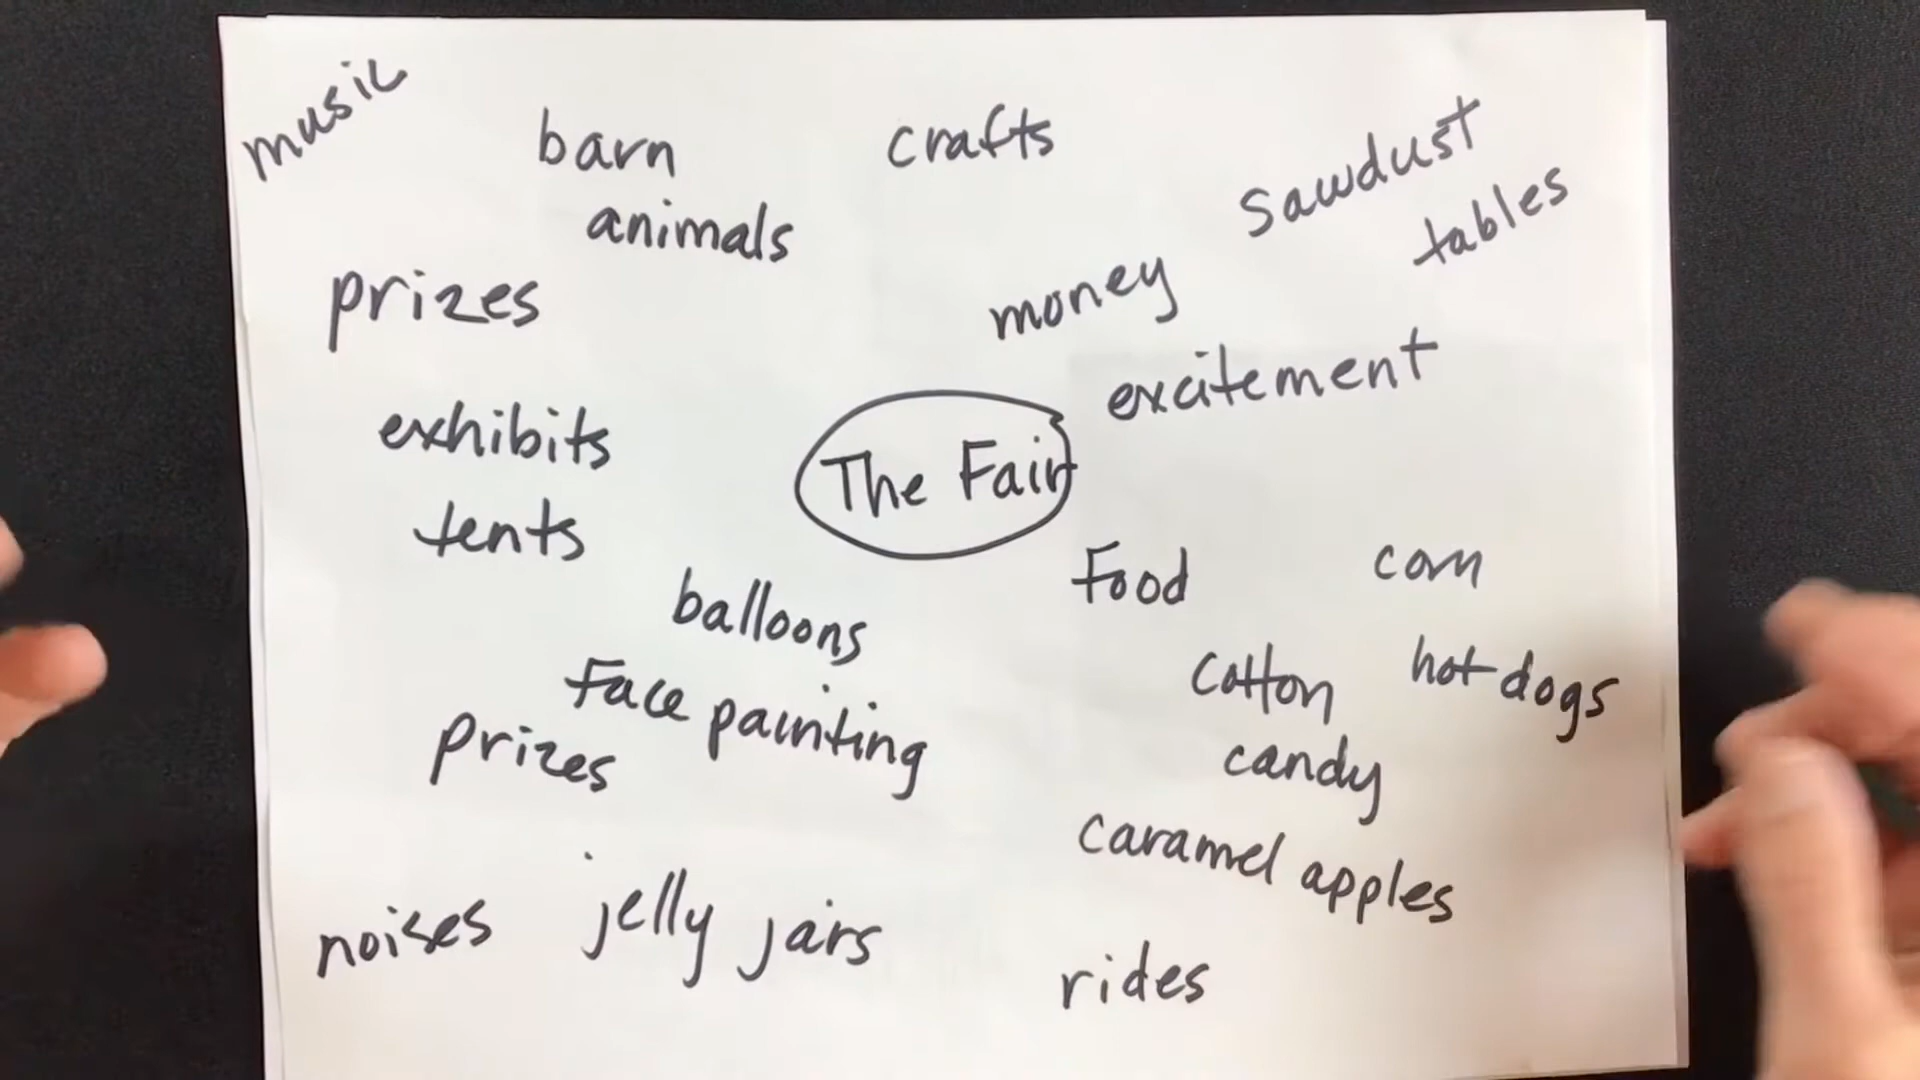 music
barn
animals
crafts
sawdust
tables
prizes
money
excitement
exhibits
The Fair
tents
balloons
Food
corn
Face painting
cotton
candy
hot dogs
prizes
caramel apples
noises
jelly jars
rides